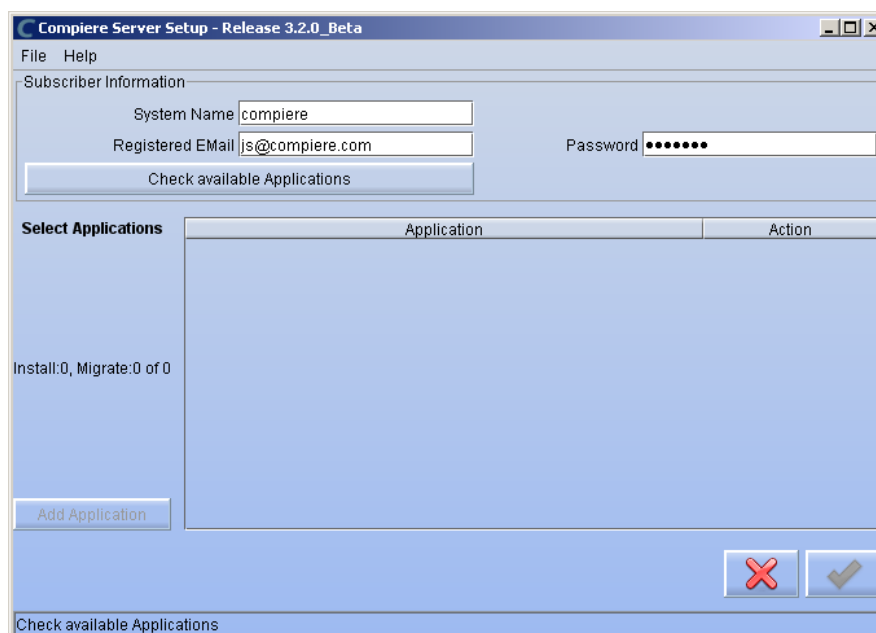 Compiere Server Setup - Release 3.2.0_Beta
File Help
Subscriber Information
System Name compiere
Registered EMail js@compiere.com Password •••••••
Check available Applications
Select Applications Application Action
Install:0, Migrate:0 of 0
Add Application
Check available Applications